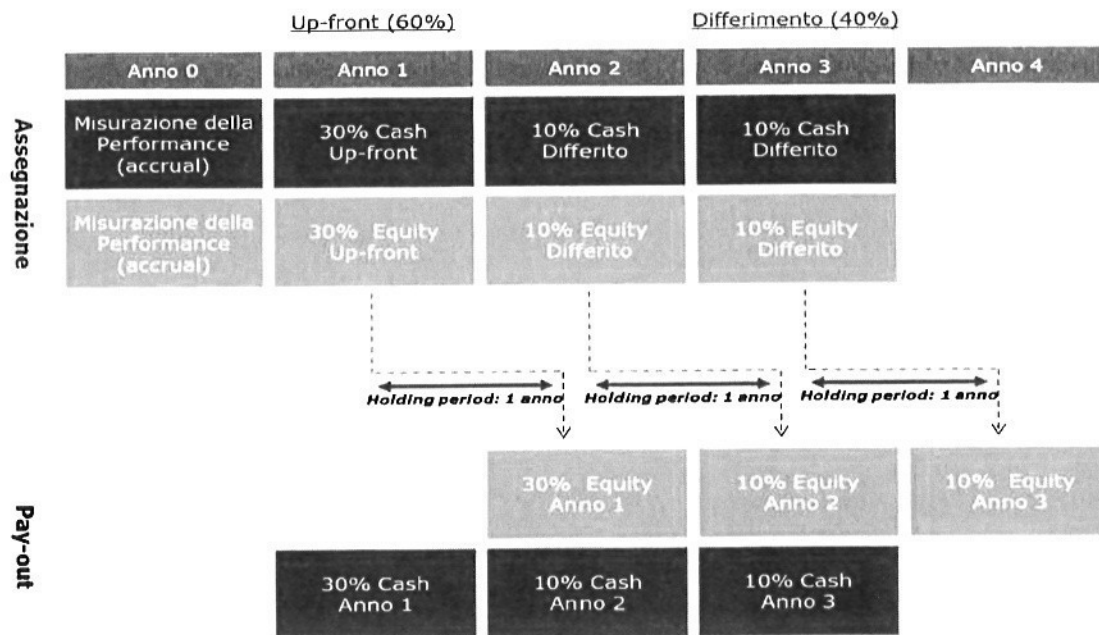 Up-front (60%)
Differimento (40%)
Anno 0
Anno 1
Anno 2
Anno 3
Anno 4
Assegnazione
Misurazione della
Performance
(accrual)
30% Cash
Up-front
10% Cash
Differito
10% Cash
Differito
Misurazione della
Performance
(accrual)
30% Equity
Up-front
10% Equity
Differito
10% Equity
Differito
Holding period: 1 anno
Holding period: 1 anno
Holding period: 1 anno
Pay-out
30% Equity
Anno 1
10% Equity
Anno 2
10% Equity
Anno 3
30% Cash
Anno 1
10% Cash
Anno 2
10% Cash
Anno 3